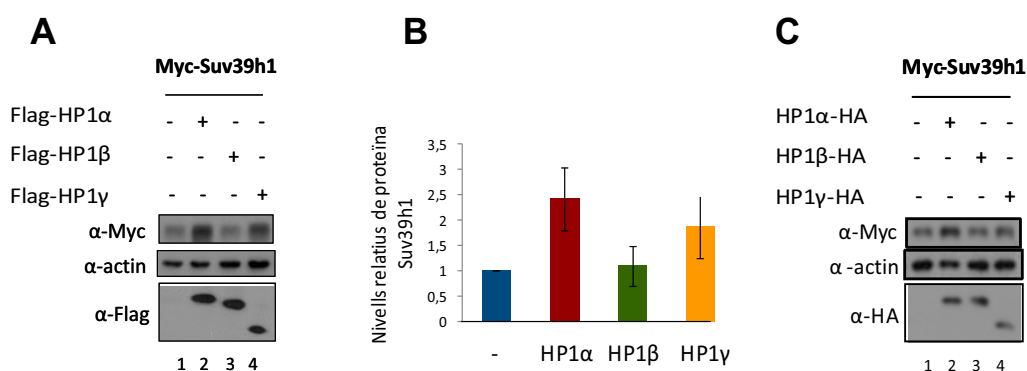 A
Myc-Suv39h1
Flag-HP1α - + - -
Flag-HP1β - - + -
Flag-HP1γ - - - +
α-Myc
α-actin
α-Flag
1 2 3 4
B
Nivells relatius de proteïna
Suv39h1
3,5
3
2,5
2
1,5
1
0,5
0
- HP1α HP1β HP1γ
C
Myc-Suv39h1
HP1α-HA - + - -
HP1β-HA - - + -
HP1γ-HA - - - +
α-Myc
α -actin
α-HA
1 2 3 4